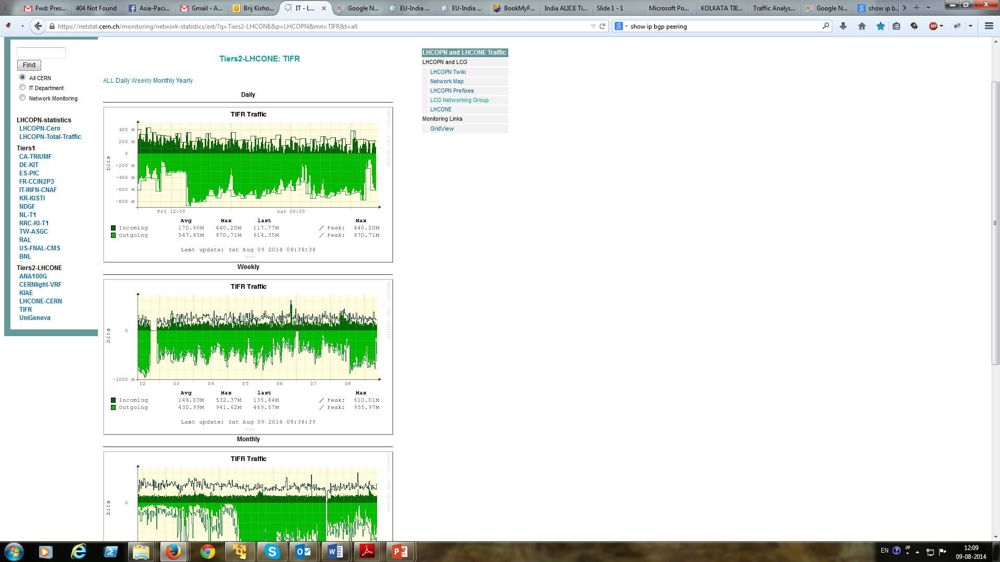 Fwd: Pres...
404 Not Found
Asia-Paci...
Gmail - A...
Brij Kisho...
IT - L...
Google N...
EU-India ...
EU-India ...
BookMyF...
India ALICE Ti...
Slide 1 - 1
Microsoft Po...
KOLKATA TIE...
Traffic Analys...
Google N...
show ip b...
https://netstat.cern.ch/monitoring/network-statistics/ext/?q=Tiers2-LHCONE&p=LHCOPN&mn=TIFR&t=all
show ip bgp peering
ABP
Find
All CERN
IT Department
Network Monitoring
LHCOPN-statistics
LHCOPN-Cern
LHCOPN-Total-Traffic
Tiers1
CA-TRIUMF
DE-KIT
ES-PIC
FR-CCIN2P3
IT-INFN-CNAF
KR-KISTI
NDGF
NL-T1
RRC-KI-T1
TW-ASGC
RAL
US-FNAL-CMS
BNL
Tiers2-LHCONE
ANA100G
CERNlight-VRF
KIAE
LHCONE-CERN
TIFR
UniGeneva
Tiers2-LHCONE: TIFR
ALL Daily Weekly Monthly Yearly
Daily
TIFR Traffic
RRDTOOL / TOBI OETIKER
bits
400 M
200 M
0
-200 M
-400 M
-600 M
-800 M
Fri 12:00 Sat 00:00
Avg Max last Max
Incoming 170.60M 440.20M 117.77M Peak: 440.20M
Outgoing 547.85M 870.71M 614.35M Peak: 870.71M
Last update: Sat Aug 09 2014 08:38:38
CERN
Weekly
TIFR Traffic
RRDTOOL / TOBI OETIKER
bits
0
-1000 M
02 03 04 05 06 07 08
Avg Max last Max
Incoming 148.03M 532.37M 135.84M Peak: 610.01M
Outgoing 430.99M 941.62M 469.57M Peak: 955.97M
Last update: Sat Aug 09 2014 08:38:39
CERN
Monthly
TIFR Traffic
RRDTOOL / TOBI OETIKER
bits
0
LHCOPN and LHCONE Traffic
LHCOPN and LCG
LHCOPN Twiki
Network Map
LHCOPN Prefixes
LCG Networking Group
LHCONE
Monitoring Links
GridView
EN
12:09
09-08-2014